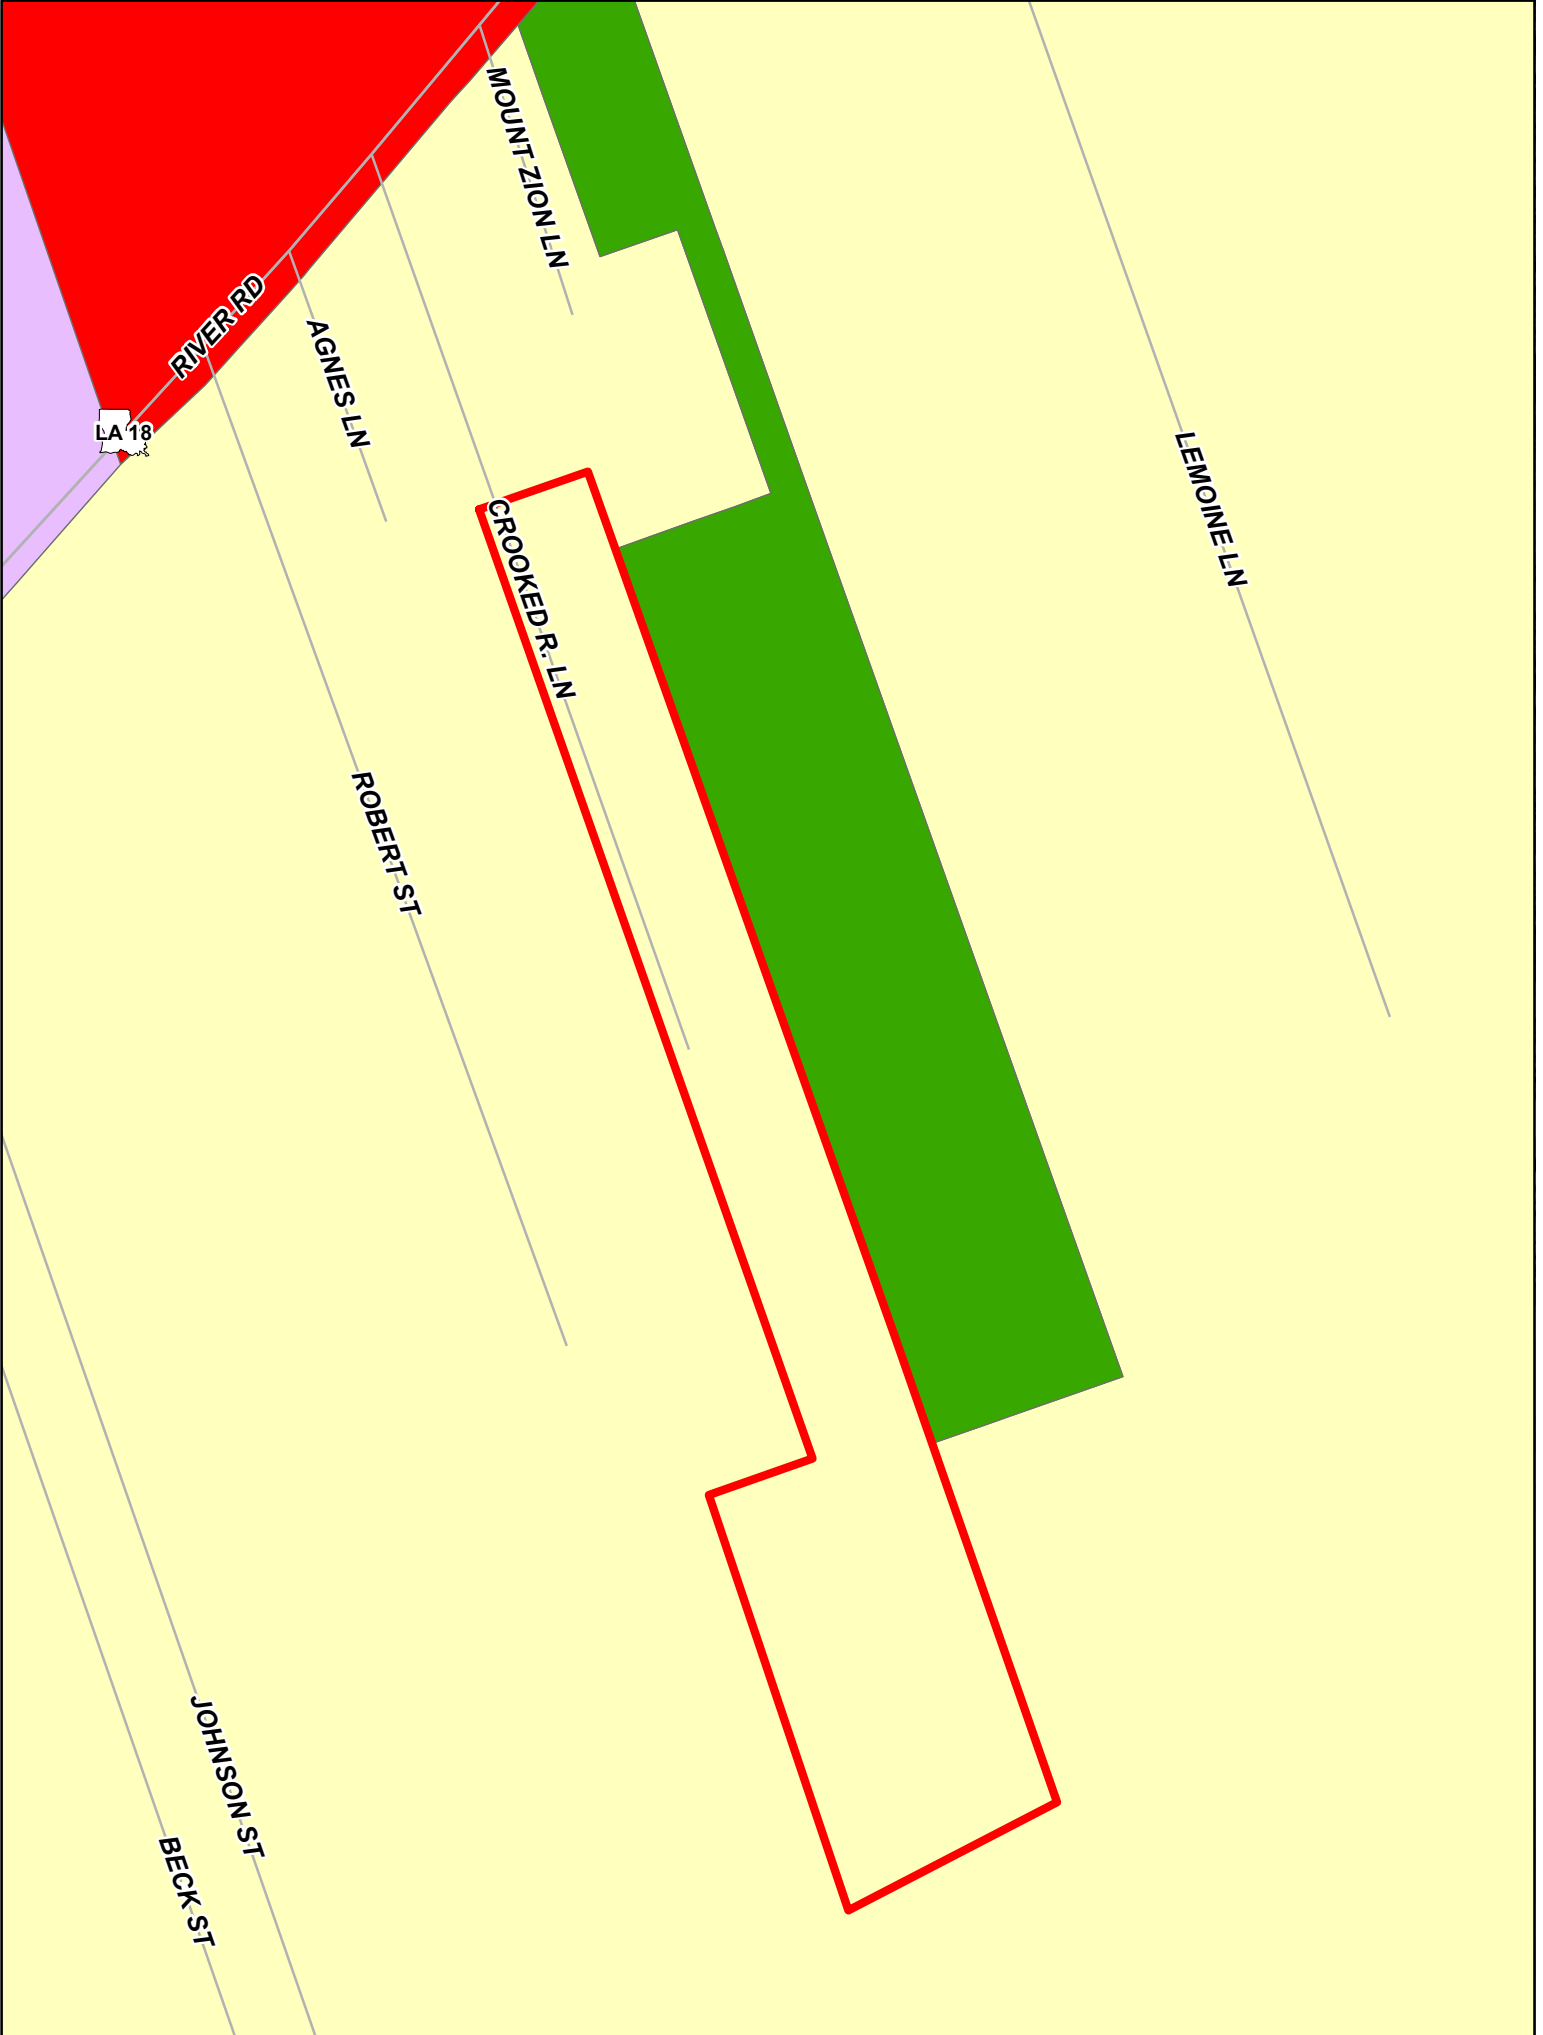 MOUNT ZION LN
RIVER RD
AGNES LN
LA 18
LEMOINE LN
CROOKED R. LN
ROBERT ST
JOHNSON ST
BECK ST